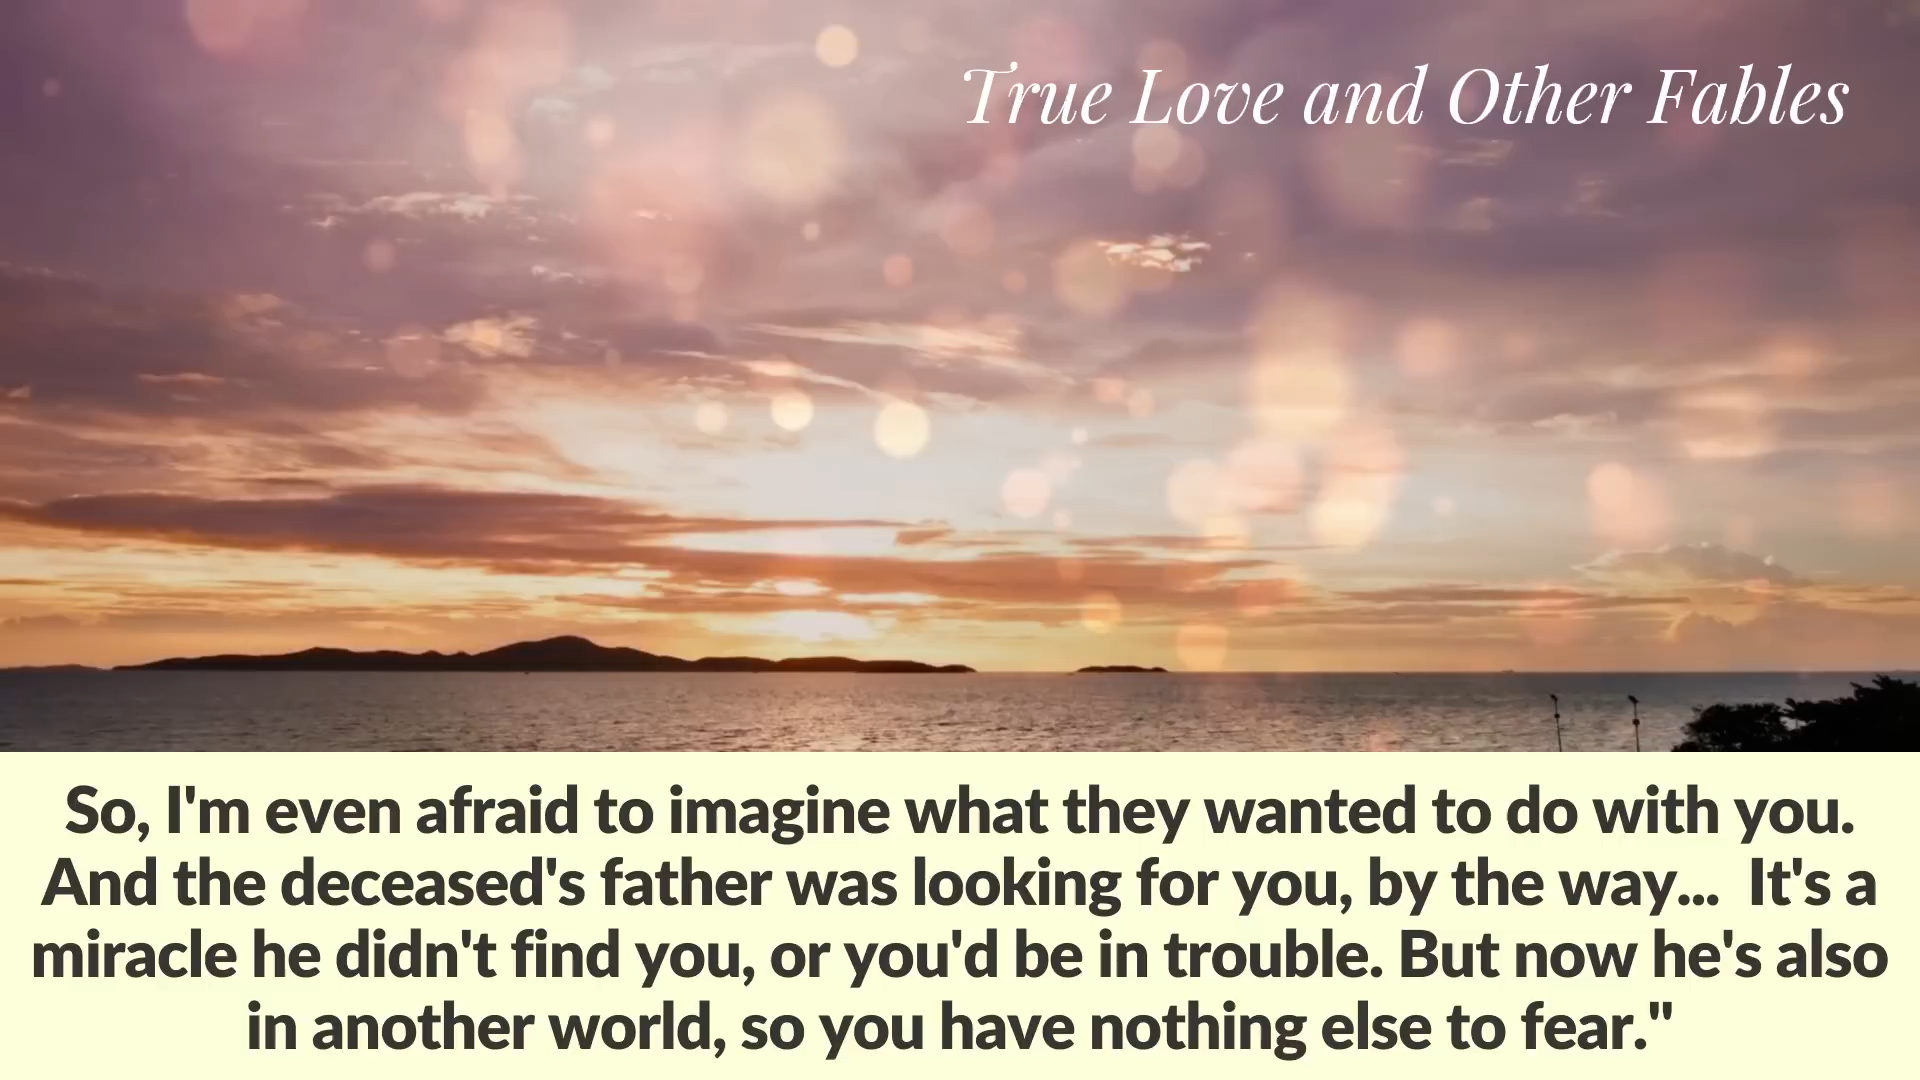 True Love and Other Fables
So, I'm even afraid to imagine what they wanted to do with you.
And the deceased's father was looking for you, by the way...  It's a
miracle he didn't find you, or you'd be in trouble. But now he's also
in another world, so you have nothing else to fear."